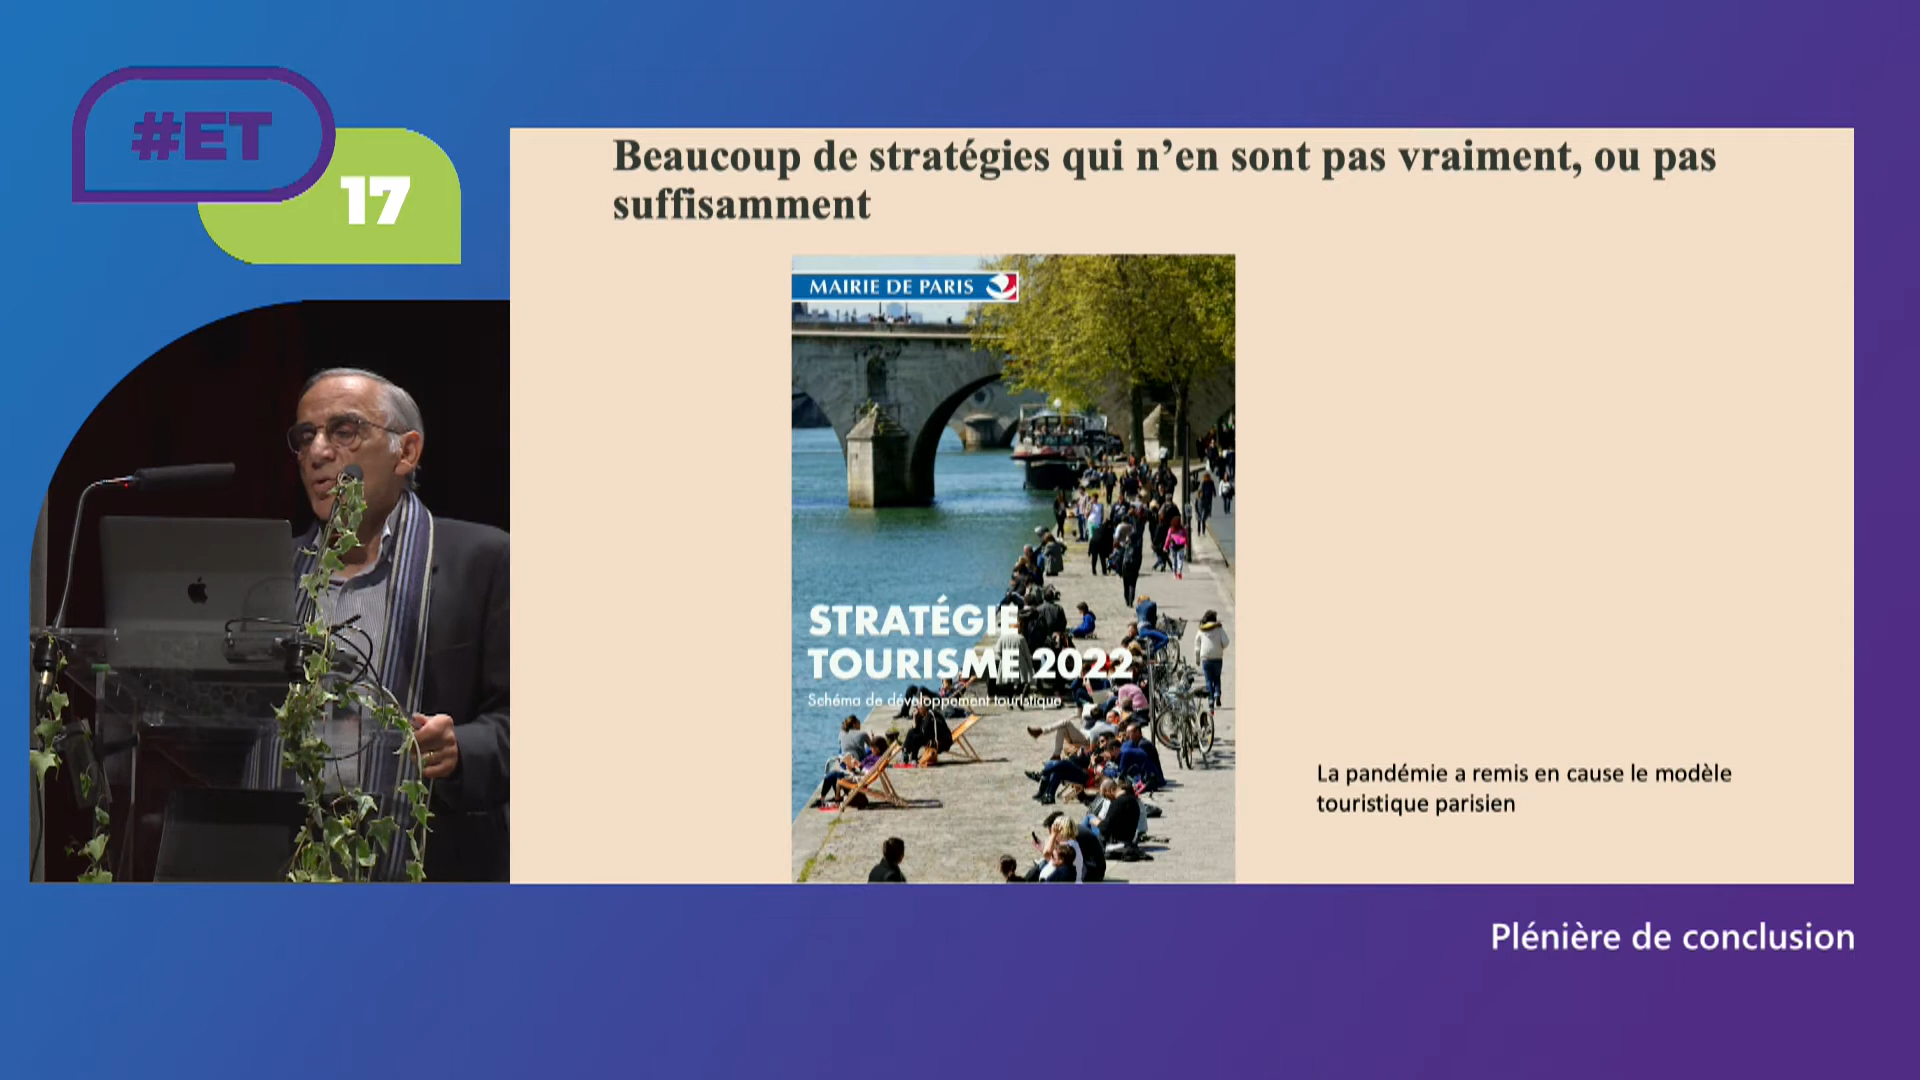 #ET
17
Beaucoup de stratégies qui n’en sont pas vraiment, ou pas
suffisamment
MAIRIE DE PARIS
STRATÉGIE
TOURISME 2022
Schéma de développement touristique
La pandémie a remis en cause le modèle
touristique parisien
Plénière de conclusion